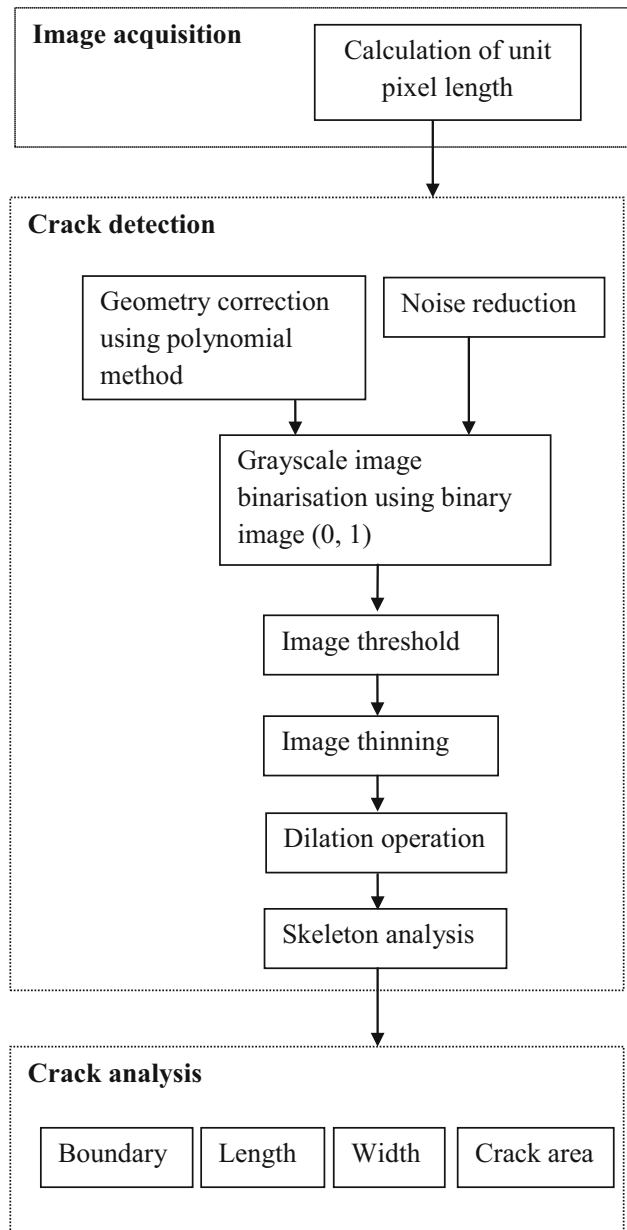 Image acquisition
Calculation of unit
pixel length
Crack detection
Geometry correction
using polynomial
method
Noise reduction
Grayscale image
binarisation using binary
image (0, 1)
Image threshold
Image thinning
Dilation operation
Skeleton analysis
Crack analysis
Boundary
Length
Width
Crack area